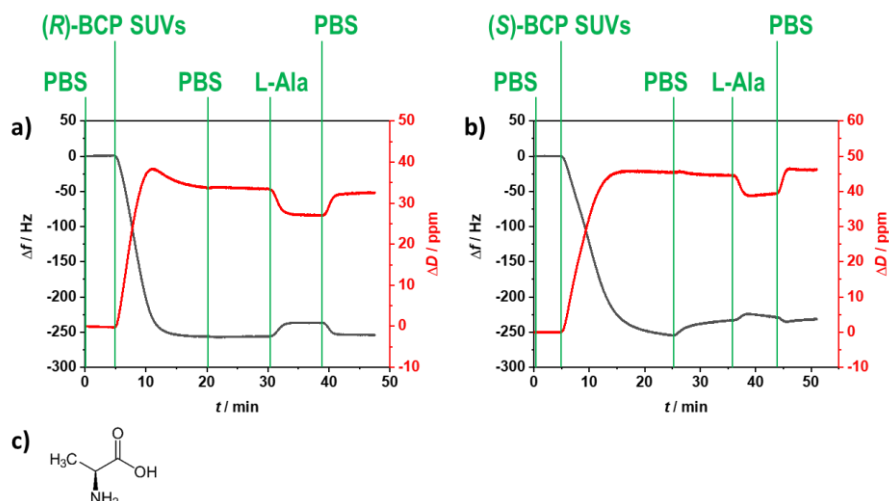 (R)-BCP SUVs PBS
PBS PBS L-Ala
a)
50
0
-50
-100
-150
-200
-250
-300
Δf / Hz
50
40
30
20
10
0
-10
ΔD / ppm
0 10 20 30 40 50
t / min
(S)-BCP SUVs PBS
PBS PBS L-Ala
b)
50
0
-50
-100
-150
-200
-250
-300
Δf / Hz
60
50
40
30
20
10
0
-10
ΔD / ppm
0 10 20 30 40 50
t / min
c)
O
H₃C
OH
NH₂